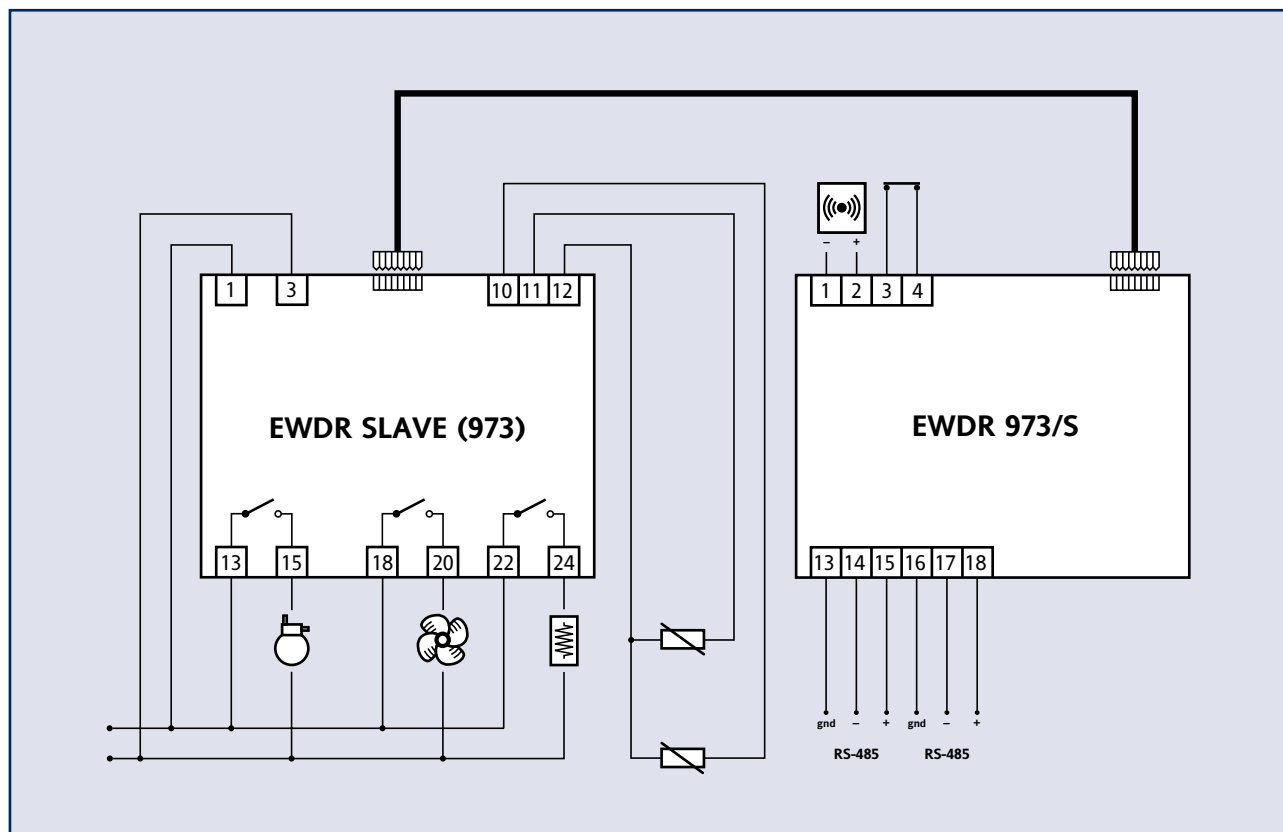 – +
1 3 10 11 12 1 2 3 4
EWDR SLAVE (973) EWDR 973/S
13 15 18 20 22 24 13 14 15 16 17 18
gnd – + gnd – +
RS-485 RS-485